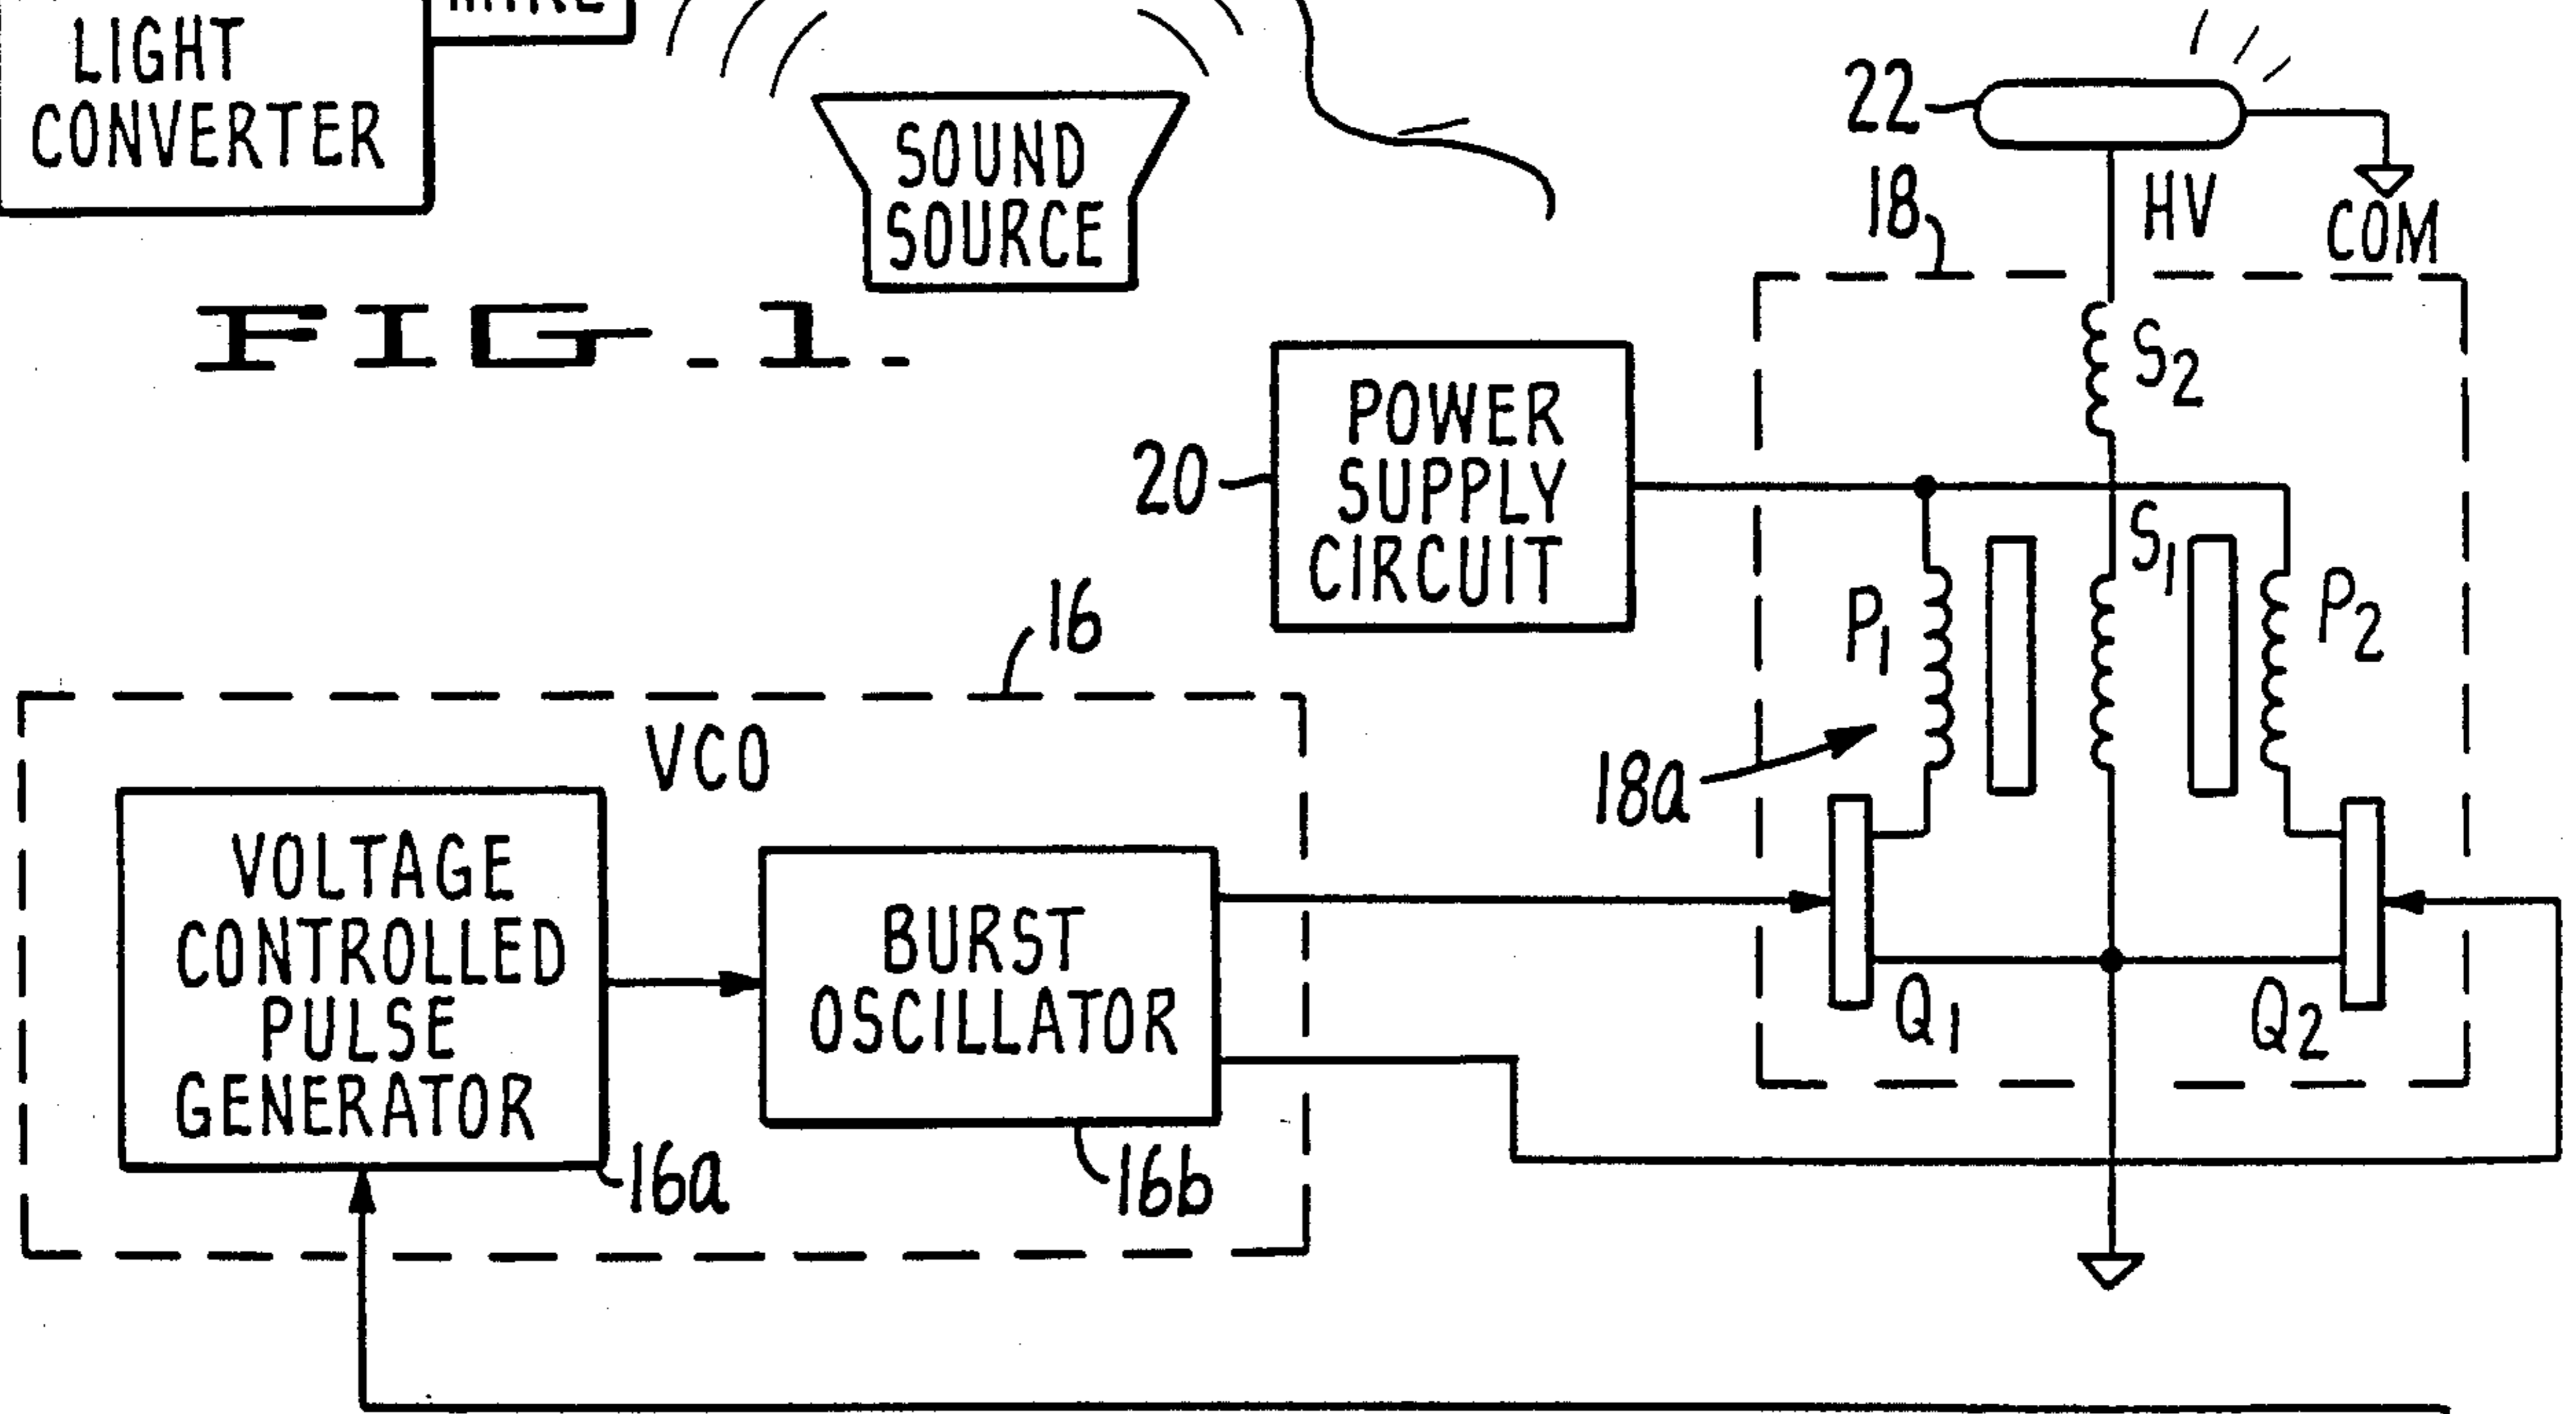 LIGHT
CONVERTER
SOUND
SOURCE
FIG. 1.
22
HV
COM
18
S2
POWER
SUPPLY
CIRCUIT
20
S1
P1
P2
18a
Q1
Q2
16
VCO
VOLTAGE
CONTROLLED
PULSE
GENERATOR
16a
BURST
OSCILLATOR
16b